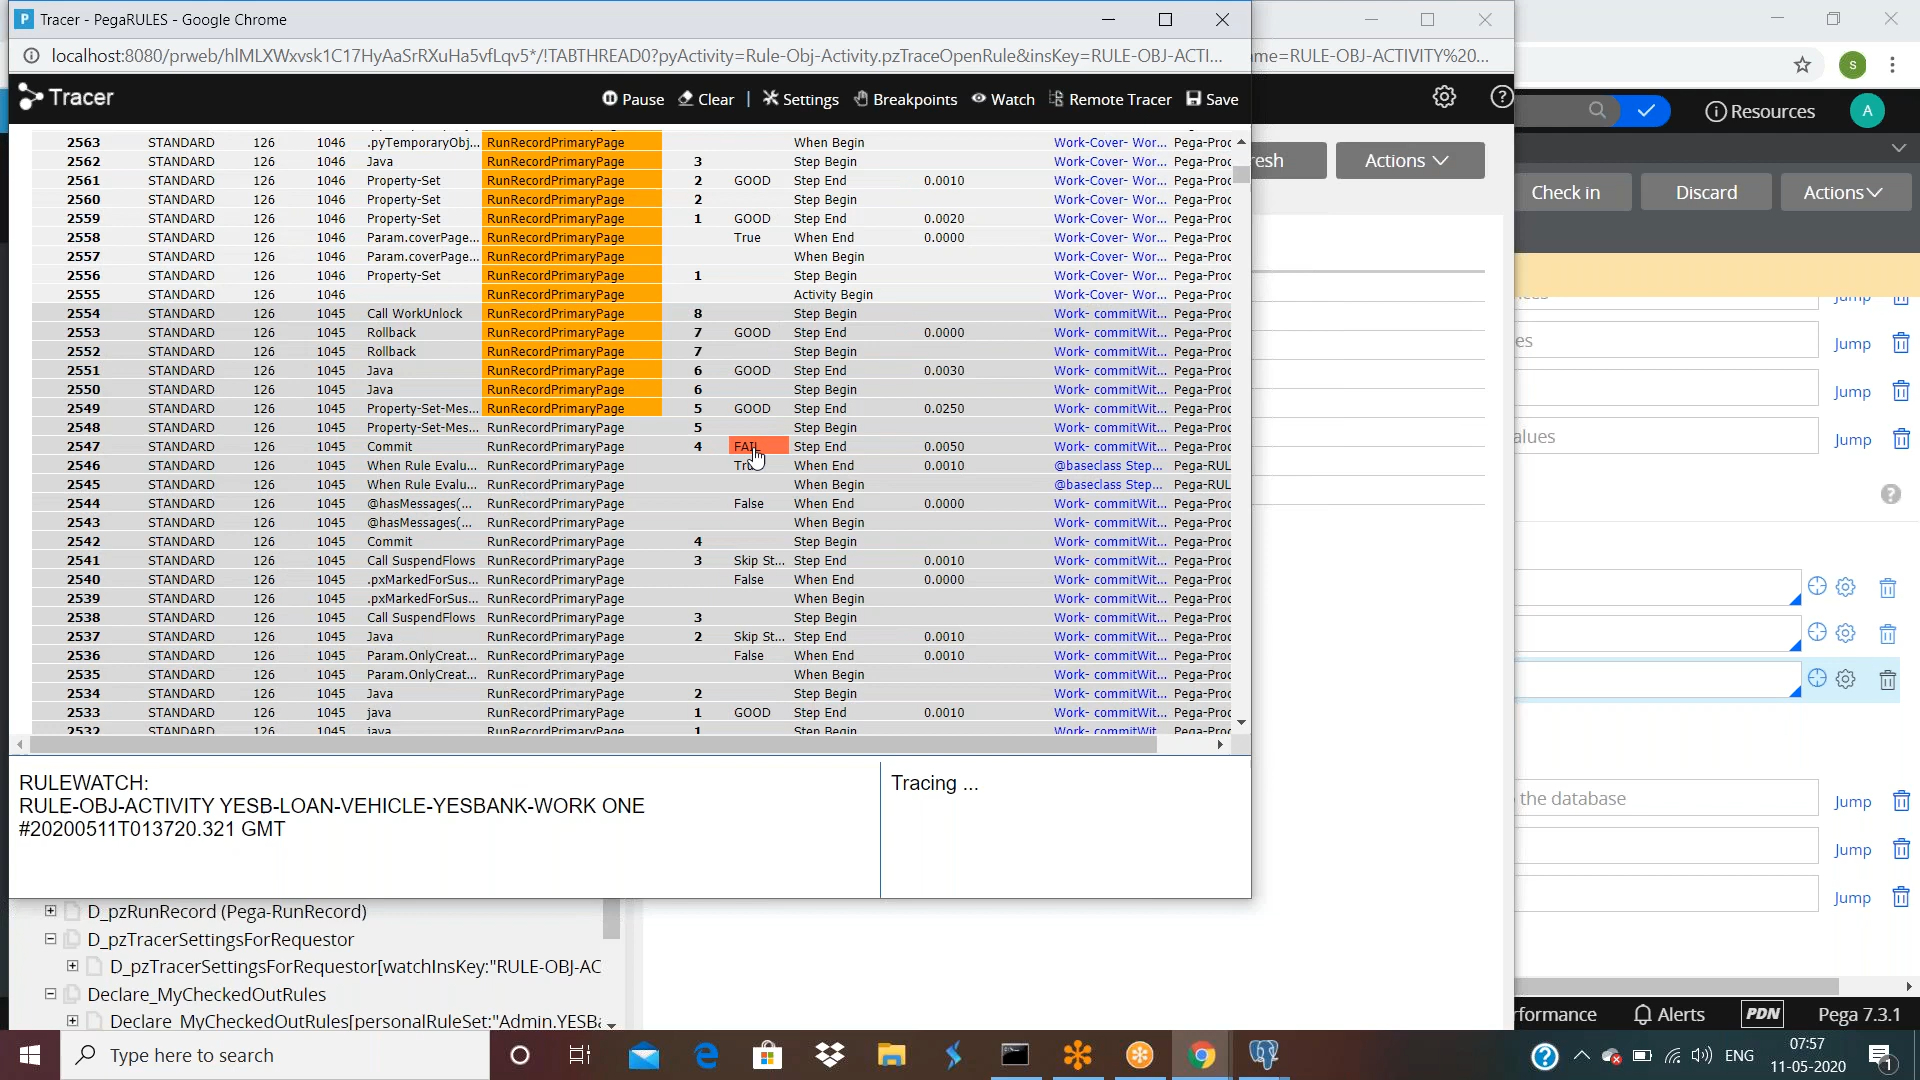 Tracer - PegaRULES - Google Chrome
localhost:8080/prweb/hlMLXWxvsk1C17HyAaSrRXuHa5vfLqv5*/!TABTHREAD0?pyActivity=Rule-Obj-Activity.pzTraceOpenRule&insKey=RULE-OBJ-ACTI...
me=RULE-OBJ-ACTIVITY%20...
Tracer Pause Clear | Settings Breakpoints Watch Remote Tracer Save
Resources
esh Actions
Check in Discard Actions
2563 STANDARD 126 1046 .pyTemporaryObj... RunRecordPrimaryPage When Begin Work-Cover- Wor... Pega-Proc
2562 STANDARD 126 1046 Java RunRecordPrimaryPage 3 Step Begin Work-Cover- Wor... Pega-Proc
2561 STANDARD 126 1046 Property-Set RunRecordPrimaryPage 2 GOOD Step End 0.0010 Work-Cover- Wor... Pega-Proc
2560 STANDARD 126 1046 Property-Set RunRecordPrimaryPage 2 Step Begin Work-Cover- Wor... Pega-Proc
2559 STANDARD 126 1046 Property-Set RunRecordPrimaryPage 1 GOOD Step End 0.0020 Work-Cover- Wor... Pega-Proc
2558 STANDARD 126 1046 Param.coverPage... RunRecordPrimaryPage True When End 0.0000 Work-Cover- Wor... Pega-Proc
2557 STANDARD 126 1046 Param.coverPage... RunRecordPrimaryPage When Begin Work-Cover- Wor... Pega-Proc
2556 STANDARD 126 1046 Property-Set RunRecordPrimaryPage 1 Step Begin Work-Cover- Wor... Pega-Proc
2555 STANDARD 126 1046 RunRecordPrimaryPage Activity Begin Work-Cover- Wor... Pega-Proc
2554 STANDARD 126 1045 Call WorkUnlock RunRecordPrimaryPage 8 Step Begin Work- commitWit... Pega-Proc
2553 STANDARD 126 1045 Rollback RunRecordPrimaryPage 7 GOOD Step End 0.0000 Work- commitWit... Pega-Proc
2552 STANDARD 126 1045 Rollback RunRecordPrimaryPage 7 Step Begin Work- commitWit... Pega-Proc
2551 STANDARD 126 1045 Java RunRecordPrimaryPage 6 GOOD Step End 0.0030 Work- commitWit... Pega-Proc
2550 STANDARD 126 1045 Java RunRecordPrimaryPage 6 Step Begin Work- commitWit... Pega-Proc
2549 STANDARD 126 1045 Property-Set-Mes... RunRecordPrimaryPage 5 GOOD Step End 0.0250 Work- commitWit... Pega-Proc
2548 STANDARD 126 1045 Property-Set-Mes... RunRecordPrimaryPage 5 Step Begin Work- commitWit... Pega-Proc
2547 STANDARD 126 1045 Commit RunRecordPrimaryPage 4 FAIL Step End 0.0050 Work- commitWit... Pega-Proc
2546 STANDARD 126 1045 When Rule Evalu... RunRecordPrimaryPage When End 0.0010 @baseclass Step... Pega-RUL
2545 STANDARD 126 1045 When Rule Evalu... RunRecordPrimaryPage When Begin @baseclass Step... Pega-RUL
2544 STANDARD 126 1045 @hasMessages(... RunRecordPrimaryPage False When End 0.0000 Work- commitWit... Pega-Proc
2543 STANDARD 126 1045 @hasMessages(... RunRecordPrimaryPage When Begin Work- commitWit... Pega-Proc
2542 STANDARD 126 1045 Commit RunRecordPrimaryPage 4 Step Begin Work- commitWit... Pega-Proc
2541 STANDARD 126 1045 Call SuspendFlows RunRecordPrimaryPage 3 Skip St... Step End 0.0010 Work- commitWit... Pega-Proc
2540 STANDARD 126 1045 .pxMarkedForSus... RunRecordPrimaryPage False When End 0.0000 Work- commitWit... Pega-Proc
2539 STANDARD 126 1045 .pxMarkedForSus... RunRecordPrimaryPage When Begin Work- commitWit... Pega-Proc
2538 STANDARD 126 1045 Call SuspendFlows RunRecordPrimaryPage 3 Step Begin Work- commitWit... Pega-Proc
2537 STANDARD 126 1045 Java RunRecordPrimaryPage 2 Skip St... Step End 0.0010 Work- commitWit... Pega-Proc
2536 STANDARD 126 1045 Param.OnlyCreat... RunRecordPrimaryPage False When End 0.0010 Work- commitWit... Pega-Proc
2535 STANDARD 126 1045 Param.OnlyCreat... RunRecordPrimaryPage When Begin Work- commitWit... Pega-Proc
2534 STANDARD 126 1045 Java RunRecordPrimaryPage 2 Step Begin Work- commitWit... Pega-Proc
2533 STANDARD 126 1045 java RunRecordPrimaryPage 1 GOOD Step End 0.0010 Work- commitWit... Pega-Proc
2532 STANDARD 126 1045 java RunRecordPrimaryPage 1 Step Begin Work- commitWit... Pega-Proc
es Jump
Jump
alues Jump
the database Jump
Jump
Jump
RULEWATCH:
RULE-OBJ-ACTIVITY YESB-LOAN-VEHICLE-YESBANK-WORK ONE
#20200511T013720.321 GMT
Tracing ...
D_pzRunRecord (Pega-RunRecord)
D_pzTracerSettingsForRequestor
D_pzTracerSettingsForRequestor[watchInsKey:"RULE-OBJ-AC
Declare_MyCheckedOutRules
Declare_MyCheckedOutRules[personalRuleSet:"Admin.YESBa
rformance Alerts PDN Pega 7.3.1
Type here to search
ENG
07:57
11-05-2020
1